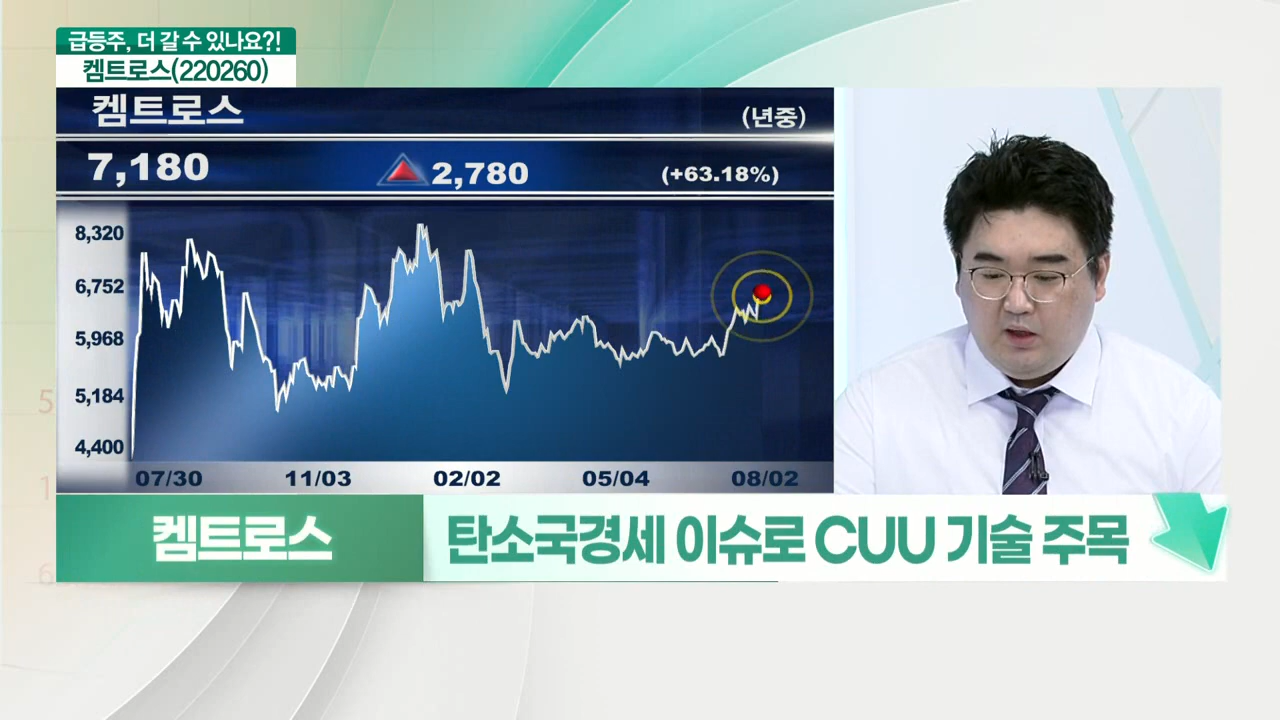 급등주, 더 갈 수 있나요?!
켐트로스(220260)
켐트로스
(년중)
7,180
2,780
(+63.18%)
8,320
6,752
5,968
5,184
4,400
07/30
11/03
02/02
05/04
08/02
켐트로스
탄소국경세 이슈로 CUU 기술 주목
5
1
6